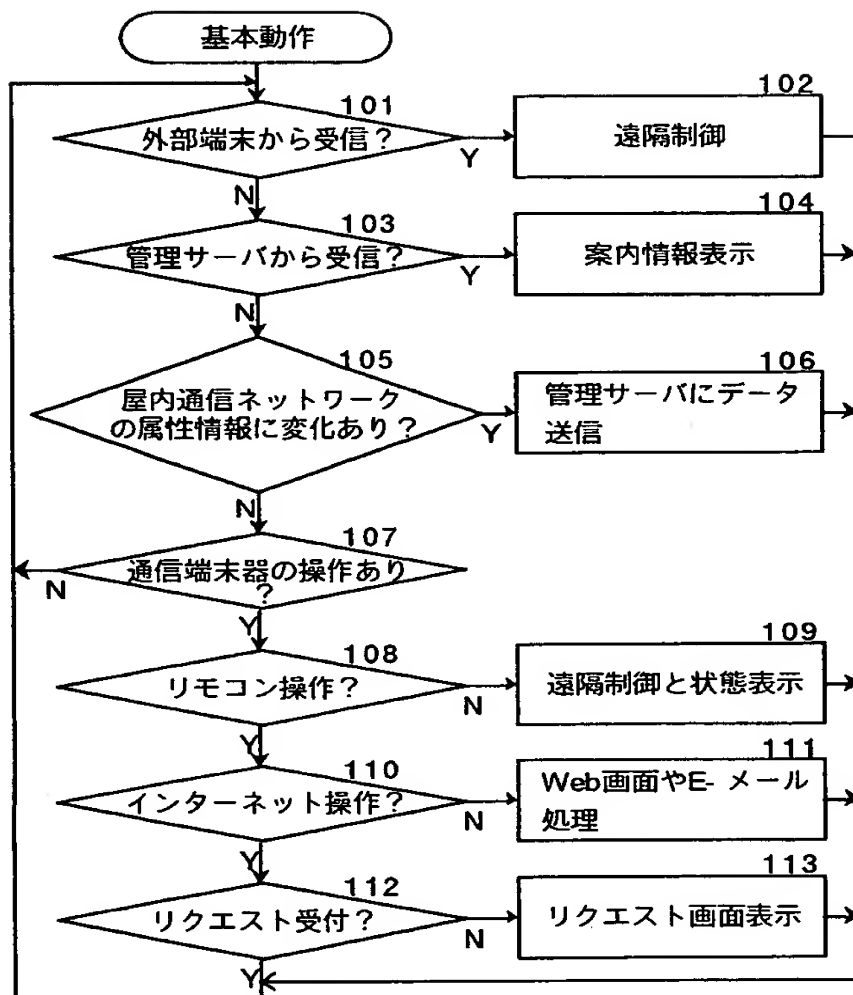 基本動作
101
外部端末から受信？
Y
N
102
遠隔制御
103
管理サーバから受信？
Y
N
104
案内情報表示
105
屋内通信ネットワーク
の属性情報に変化あり？
Y
N
106
管理サーバにデータ
送信
107
通信端末器の操作あり
？
N
Y
108
リモコン操作？
N
Y
109
遠隔制御と状態表示
110
インターネット操作？
N
Y
111
Web画面やE-メール
処理
112
リクエスト受付？
N
Y
113
リクエスト画面表示